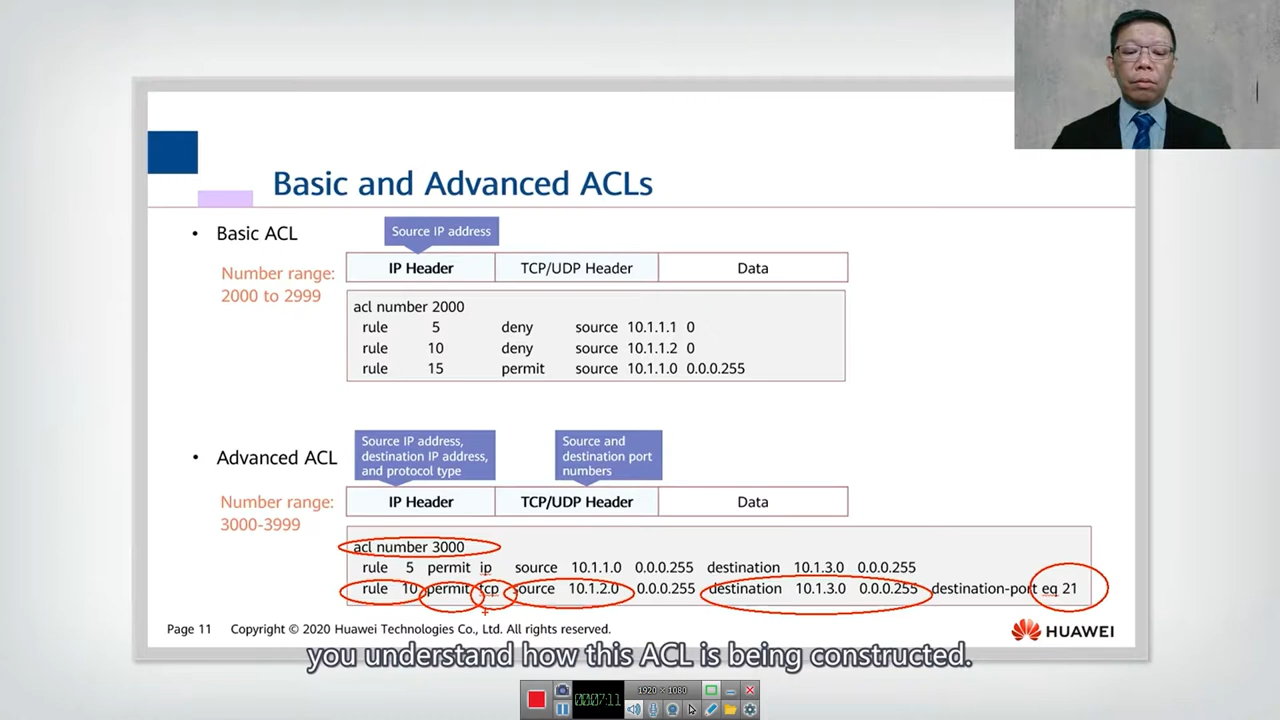 Basic and Advanced ACLs
• Basic ACL
Source IP address
Number range:
2000 to 2999
IP Header TCP/UDP Header Data
acl number 2000
rule 5 deny source 10.1.1.1 0
rule 10 deny source 10.1.1.2 0
rule 15 permit source 10.1.1.0 0.0.0.255
• Advanced ACL
Source IP address,
destination IP address,
and protocol type
Source and
destination port
numbers
Number range:
3000-3999
IP Header TCP/UDP Header Data
acl number 3000
rule 5 permit ip source 10.1.1.0 0.0.0.255 destination 10.1.3.0 0.0.0.255
rule 10 permit tcp source 10.1.2.0 0.0.0.255 destination 10.1.3.0 0.0.0.255 destination-port eq 21
Page 11 Copyright © 2020 Huawei Technologies Co., Ltd. All rights reserved.
HUAWEI
you understand how this ACL is being constructed.
1920 × 1080
00:07:11